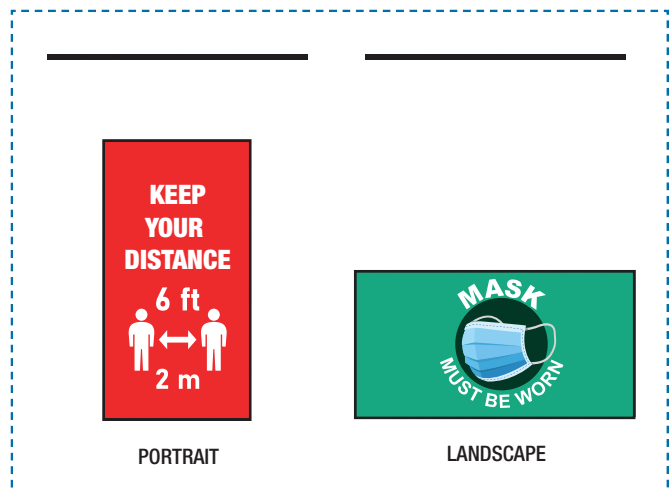 KEEP
YOUR
DISTANCE
6 ft
2 m
PORTRAIT
MASK
MUST BE WORN
LANDSCAPE